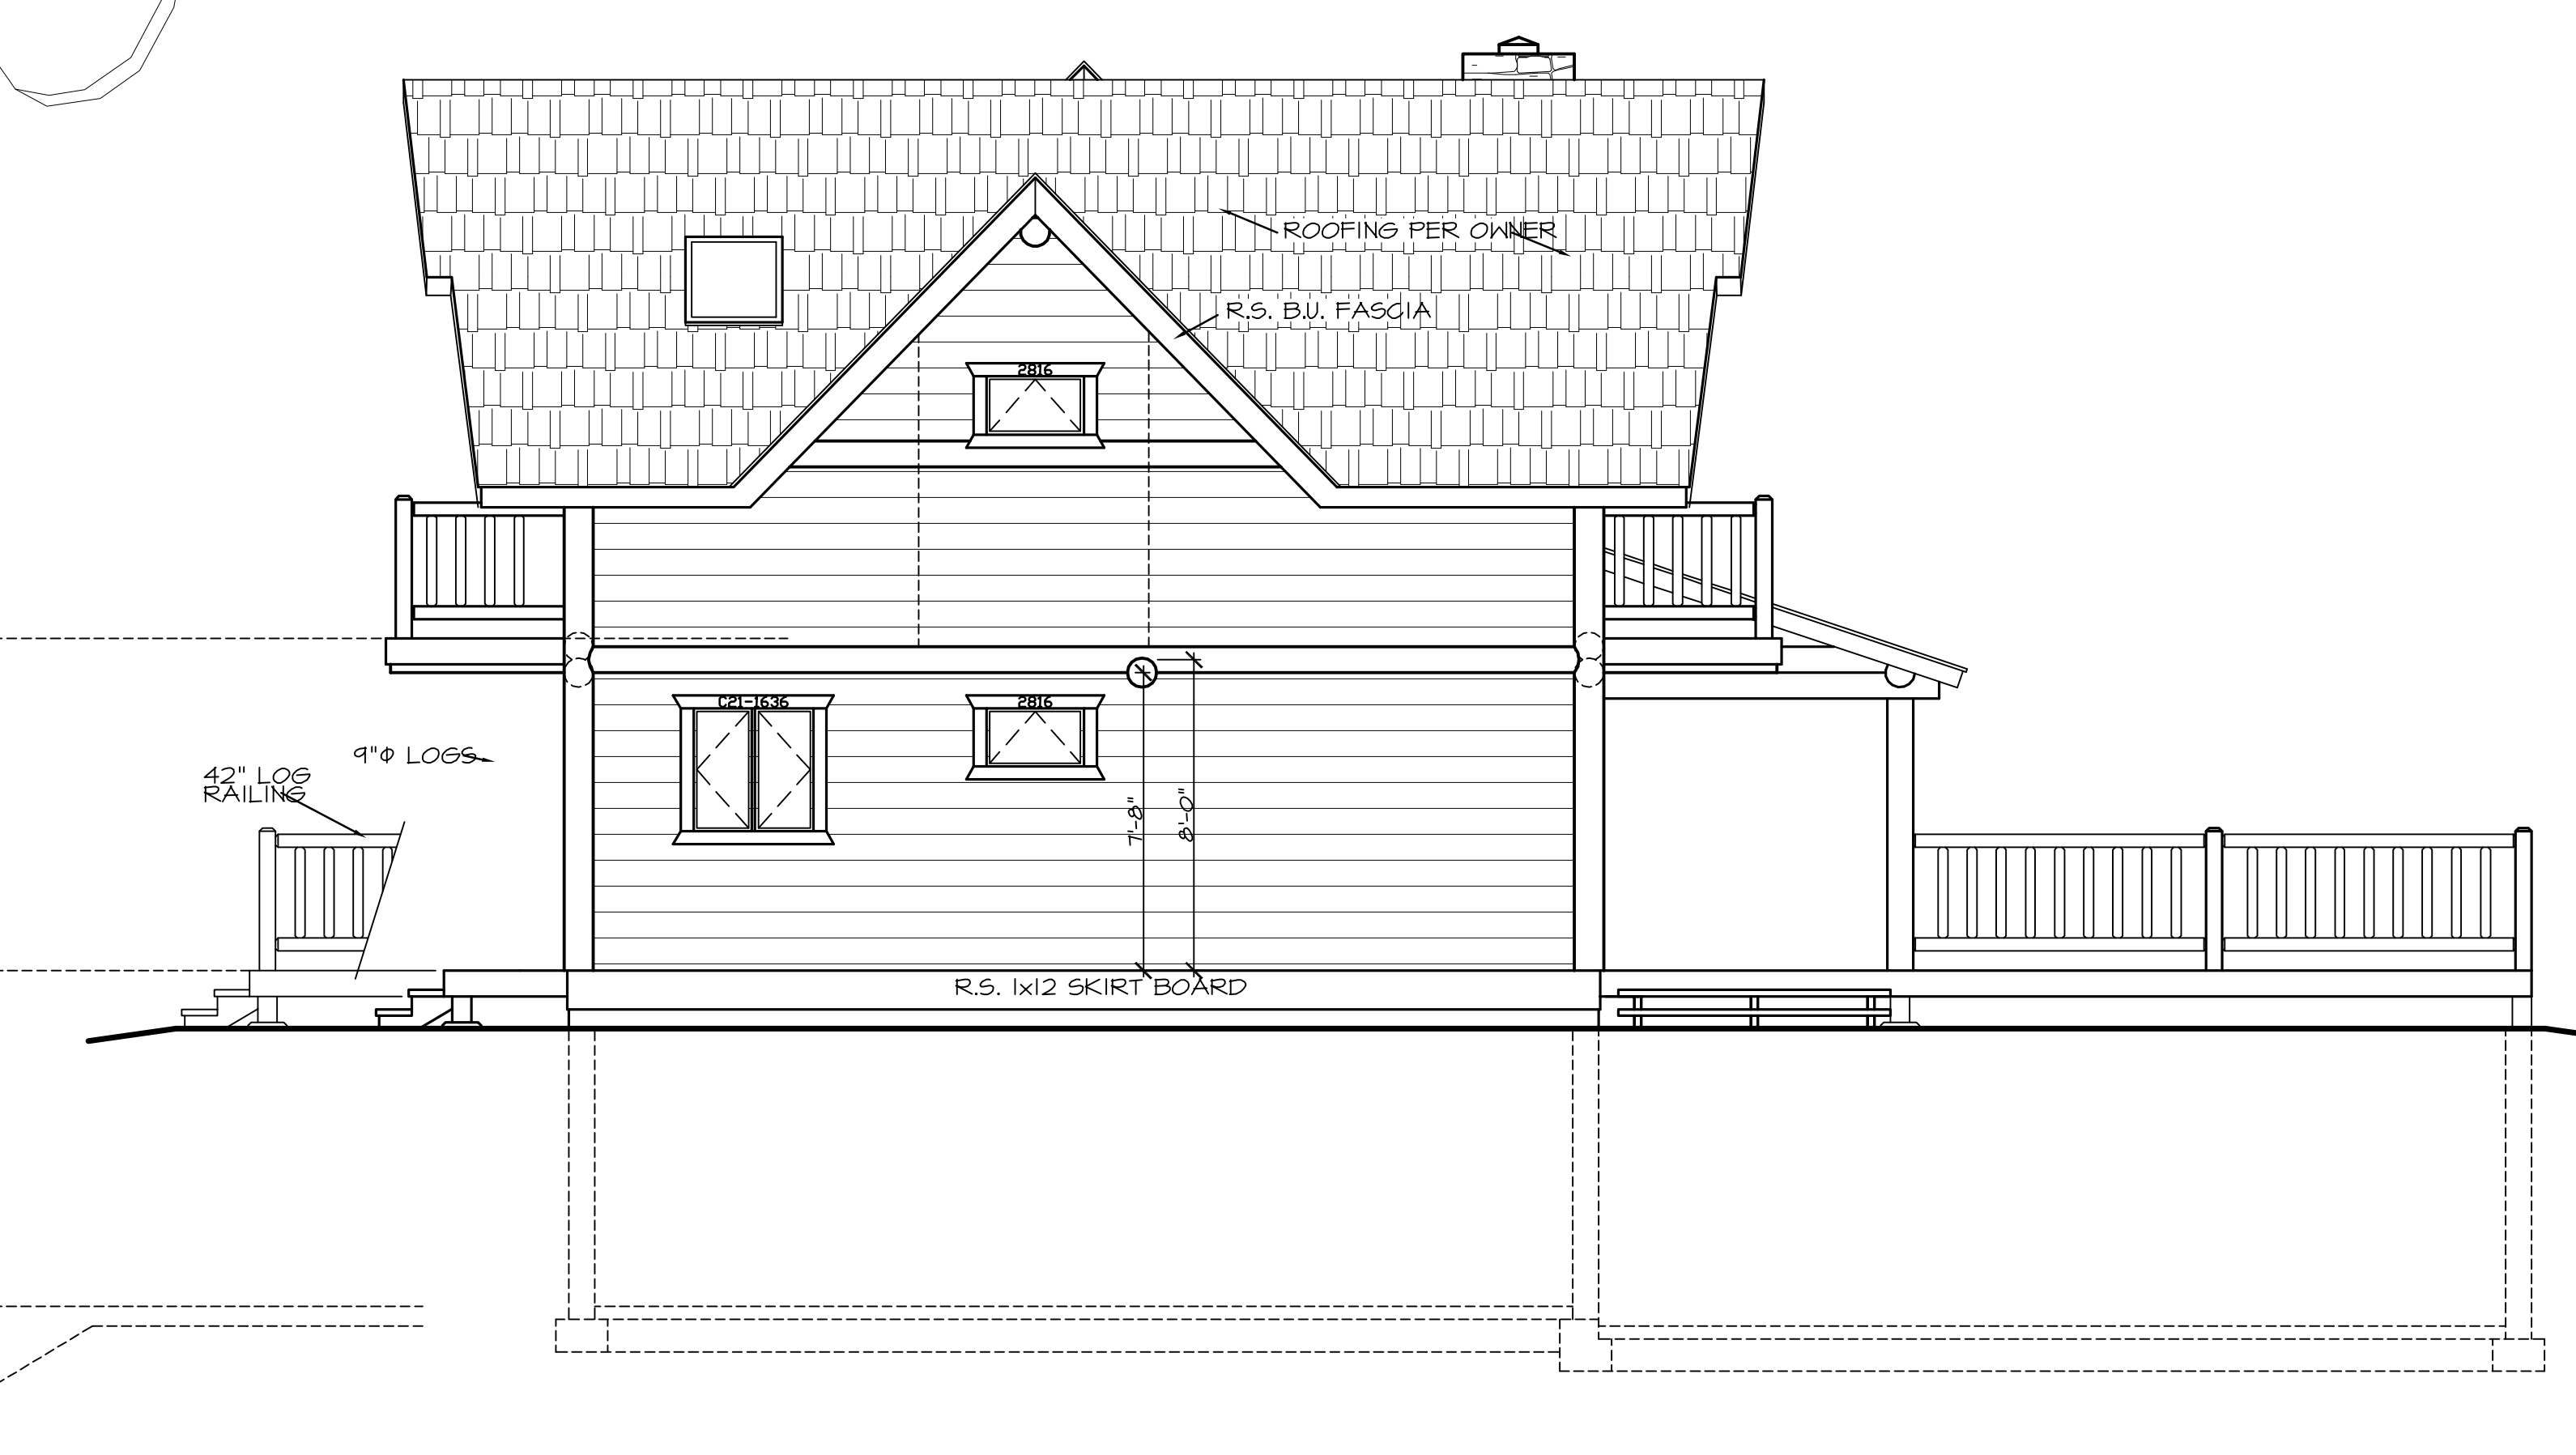 ROOFING PER OWNER
R.S. B.U. FASCIA
2816
C21-1636
2816
9"Φ LOGS
42" LOG
RAILING
7'-8"
8'-0"
R.S. 1x12 SKIRT BOARD